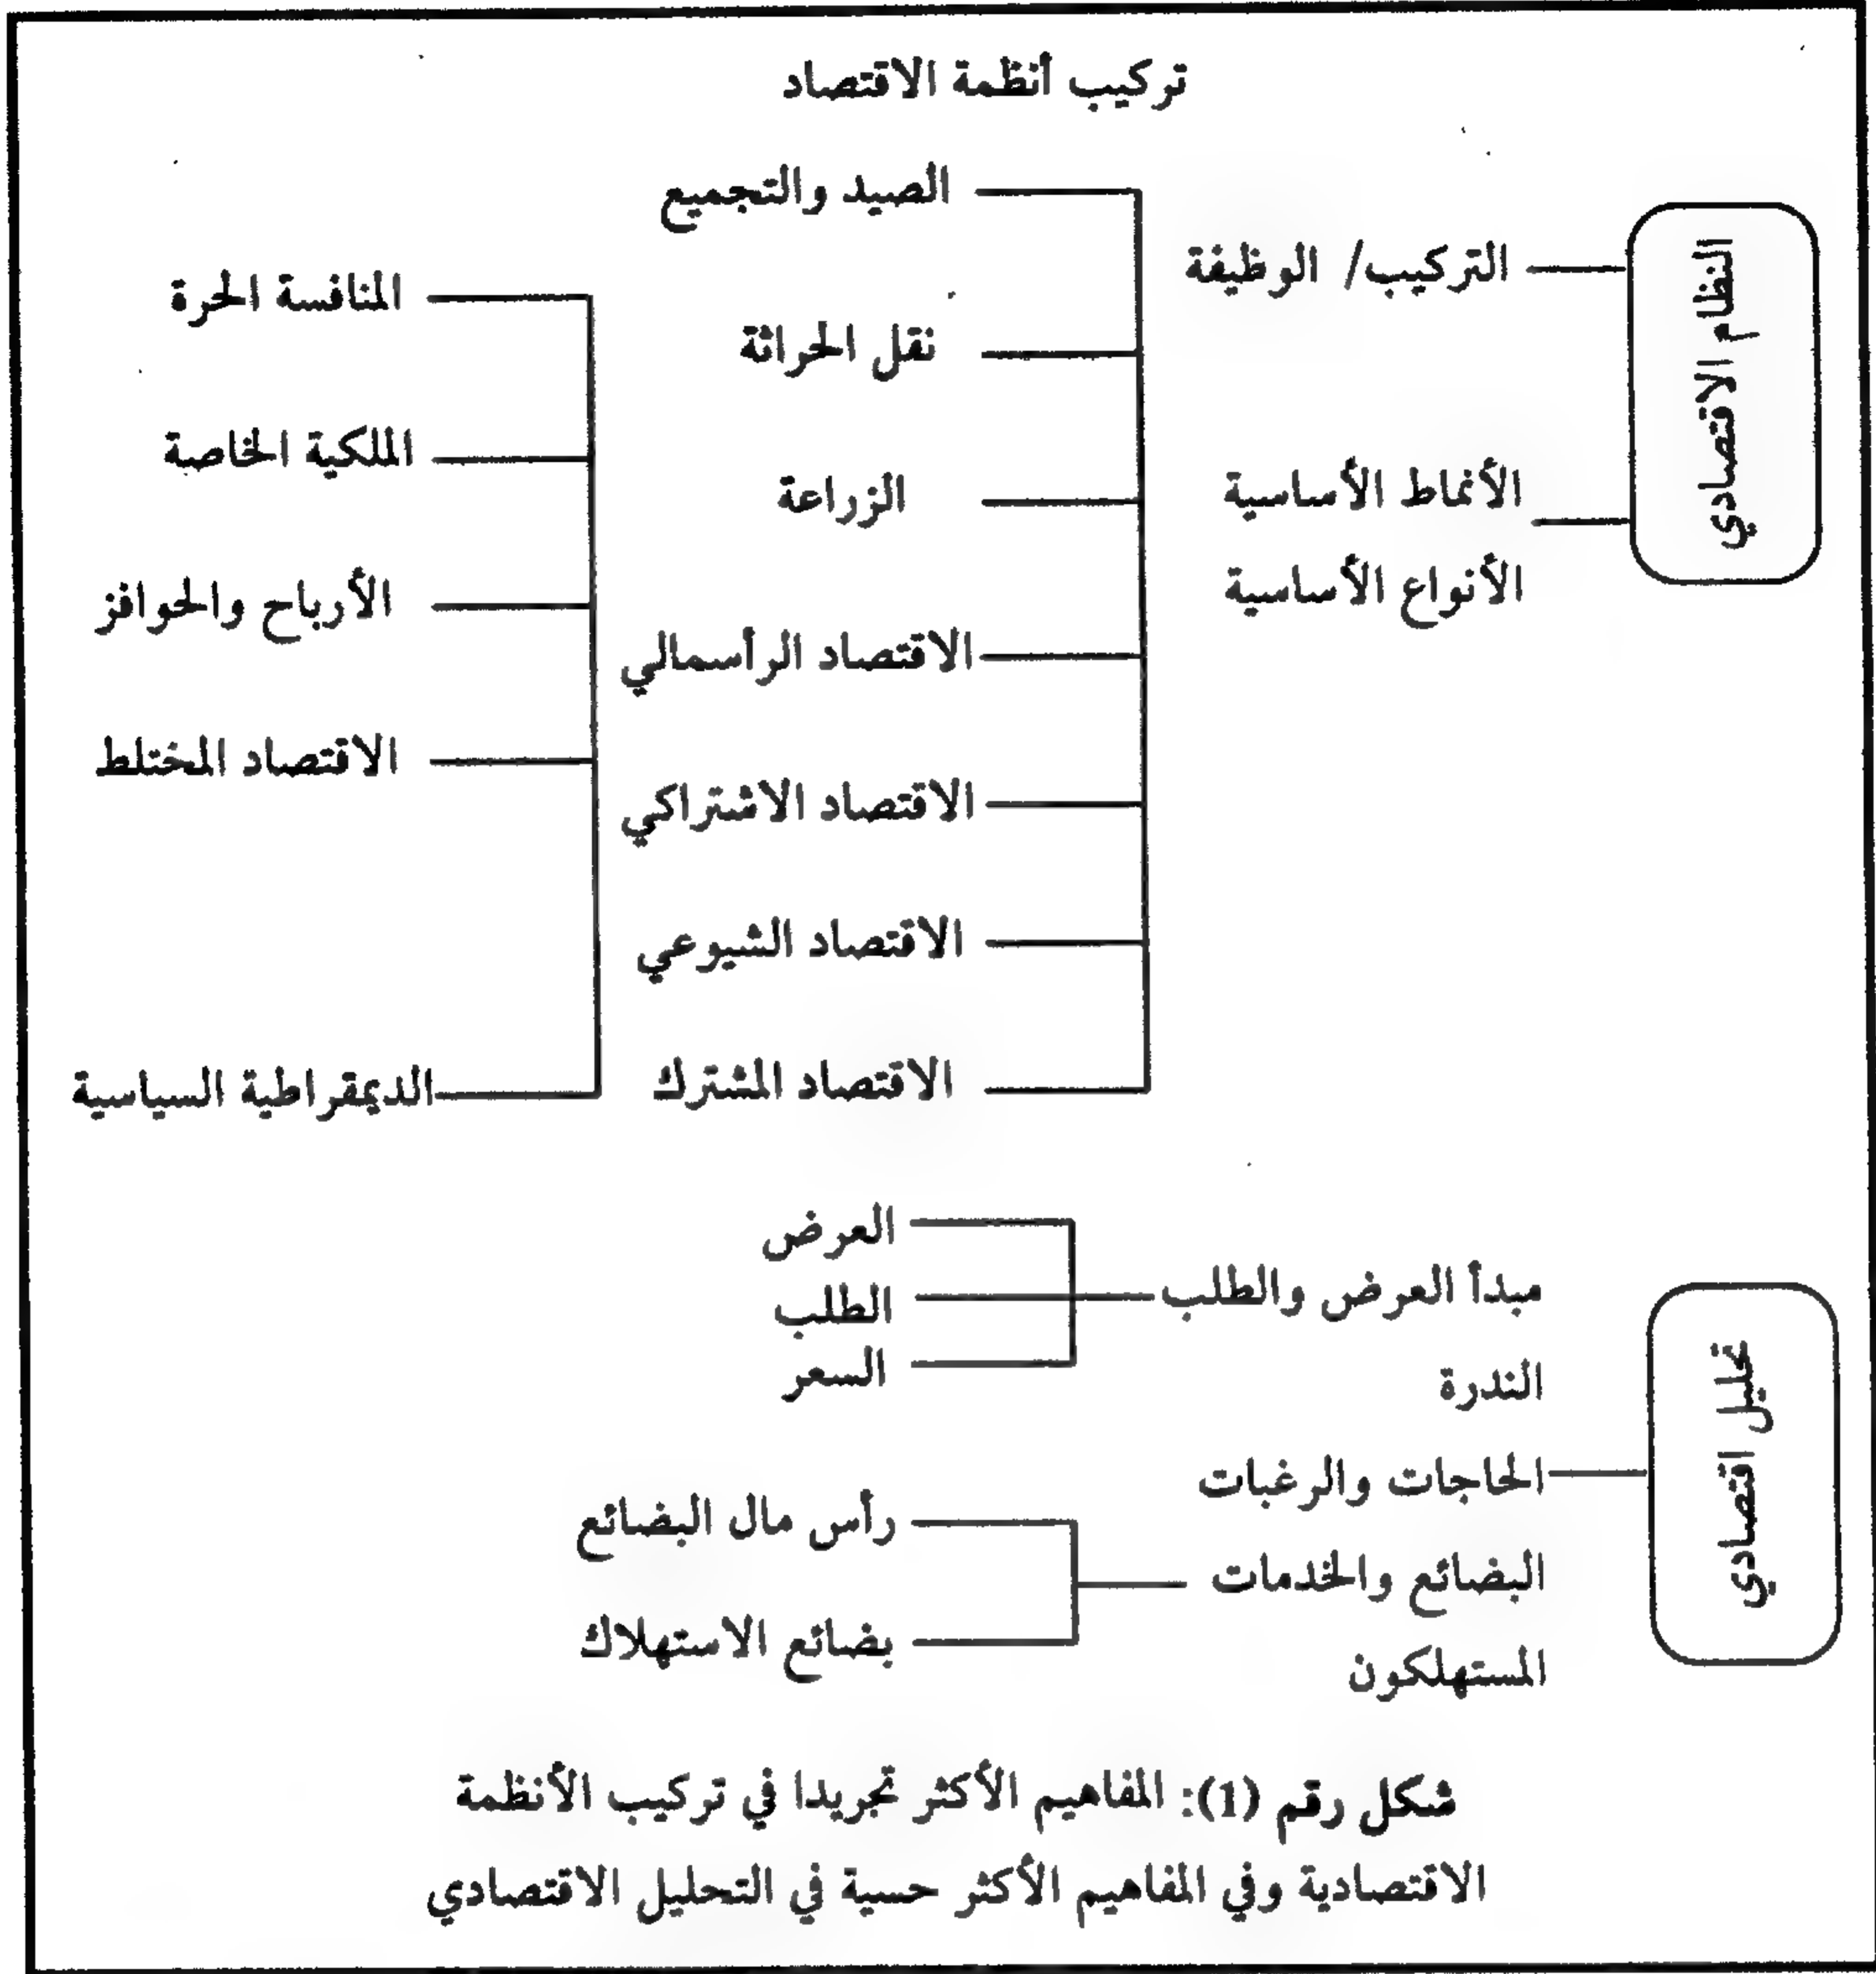 تركيب أنظمة الاقتصاد
النظام الاقتصادي
التركيب/ الوظيفة
الأنماط الأساسية
الأنواع الأساسية
الصيد والتجميع
نقل الحراثة
الزراعة
الاقتصاد الرأسمالي
الاقتصاد الاشتراكي
الاقتصاد الشيوعي
الاقتصاد المشترك
المنافسة الحرة
الملكية الخاصة
الأرباح والحوافز
الاقتصاد المختلط
الديمقراطية السياسية
تحليل اقتصادي
مبدأ العرض والطلب
الندرة
الحاجات والرغبات
البضائع والخدمات
المستهلكون
العرض
الطلب
السعر
رأس مال البضائع
بضائع الاستهلاك
شكل رقم (1): المفاهيم الأكثر تجريدا في تركيب الأنظمة
الاقتصادية وفي المفاهيم الأكثر حسية في التحليل الاقتصادي